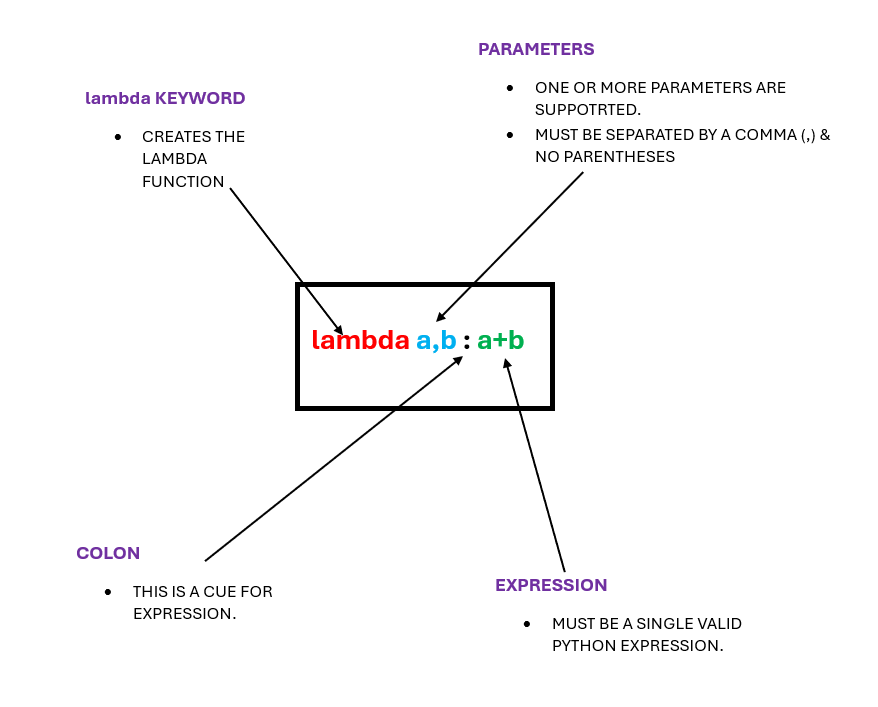 PARAMETERS
• ONE OR MORE PARAMETERS ARE
SUPPOTRTED.
• MUST BE SEPARATED BY A COMMA (,) &
NO PARENTHESES
lambda KEYWORD
• CREATES THE
LAMBDA
FUNCTION
lambda a,b : a+b
COLON
• THIS IS A CUE FOR
EXPRESSION.
EXPRESSION
• MUST BE A SINGLE VALID
PYTHON EXPRESSION.